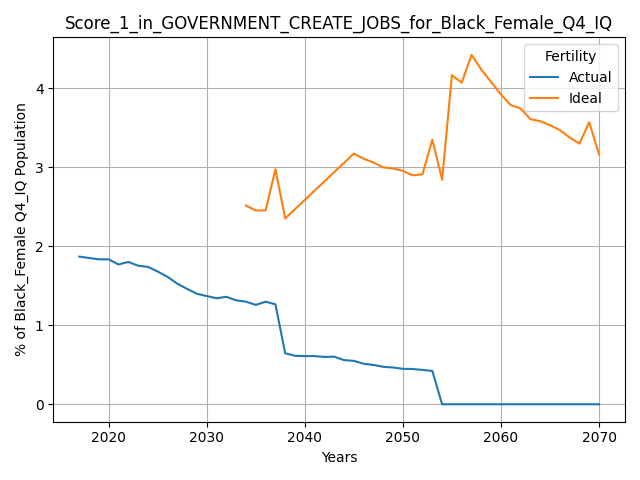 Score_1_in_GOVERNMENT_CREATE_JOBS_for_Black_Female_Q4_IQ
Fertility
Actual
Ideal
% of Black_Female Q4_IQ Population
4
3
2
1
0
2020 2030 2040 2050 2060 2070
Years